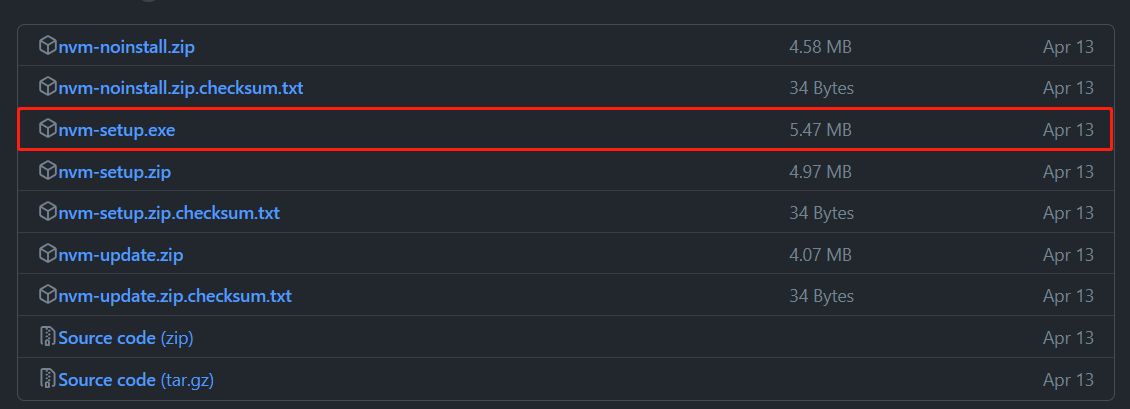 nvm-noinstall.zip 4.58 MB Apr 13
nvm-noinstall.zip.checksum.txt 34 Bytes Apr 13
nvm-setup.exe 5.47 MB Apr 13
nvm-setup.zip 4.97 MB Apr 13
nvm-setup.zip.checksum.txt 34 Bytes Apr 13
nvm-update.zip 4.07 MB Apr 13
nvm-update.zip.checksum.txt 34 Bytes Apr 13
Source code (zip) Apr 13
Source code (tar.gz) Apr 13